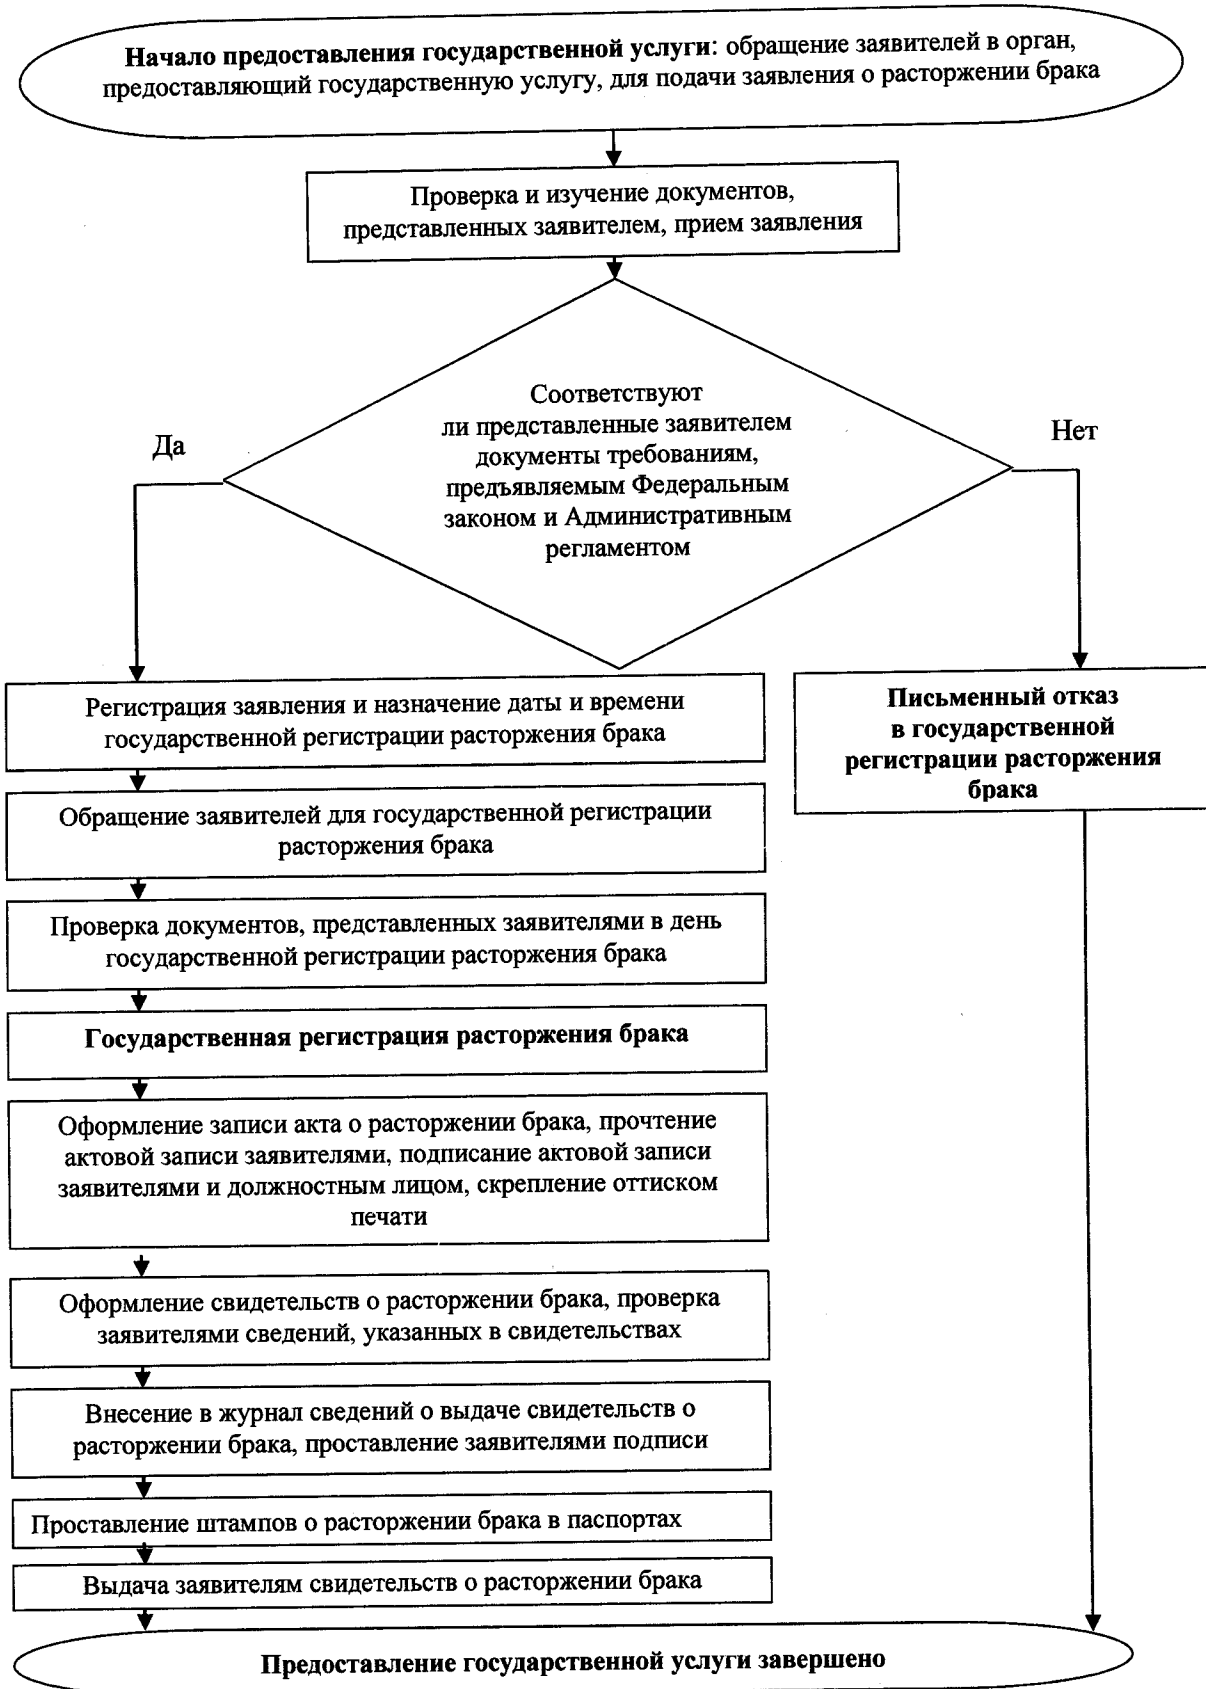 Начало предоставления государственной услуги: обращение заявителей в орган,
предоставляющий государственную услугу, для подачи заявления о расторжении брака
Проверка и изучение документов,
представленных заявителем, прием заявления
Соответствуют
ли представленные заявителем
документы требованиям,
предъявляемым Федеральным
законом и Административным
регламентом
Да
Нет
Регистрация заявления и назначение даты и времени
государственной регистрации расторжения брака
Письменный отказ
в государственной
регистрации расторжения
брака
Обращение заявителей для государственной регистрации
расторжения брака
Проверка документов, представленных заявителями в день
государственной регистрации расторжения брака
Государственная регистрация расторжения брака
Оформление записи акта о расторжении брака, прочтение
актовой записи заявителями, подписание актовой записи
заявителями и должностным лицом, скрепление оттиском
печати
Оформление свидетельств о расторжении брака, проверка
заявителями сведений, указанных в свидетельствах
Внесение в журнал сведений о выдаче свидетельств о
расторжении брака, проставление заявителями подписи
Проставление штампов о расторжении брака в паспортах
Выдача заявителям свидетельств о расторжении брака
Предоставление государственной услуги завершено